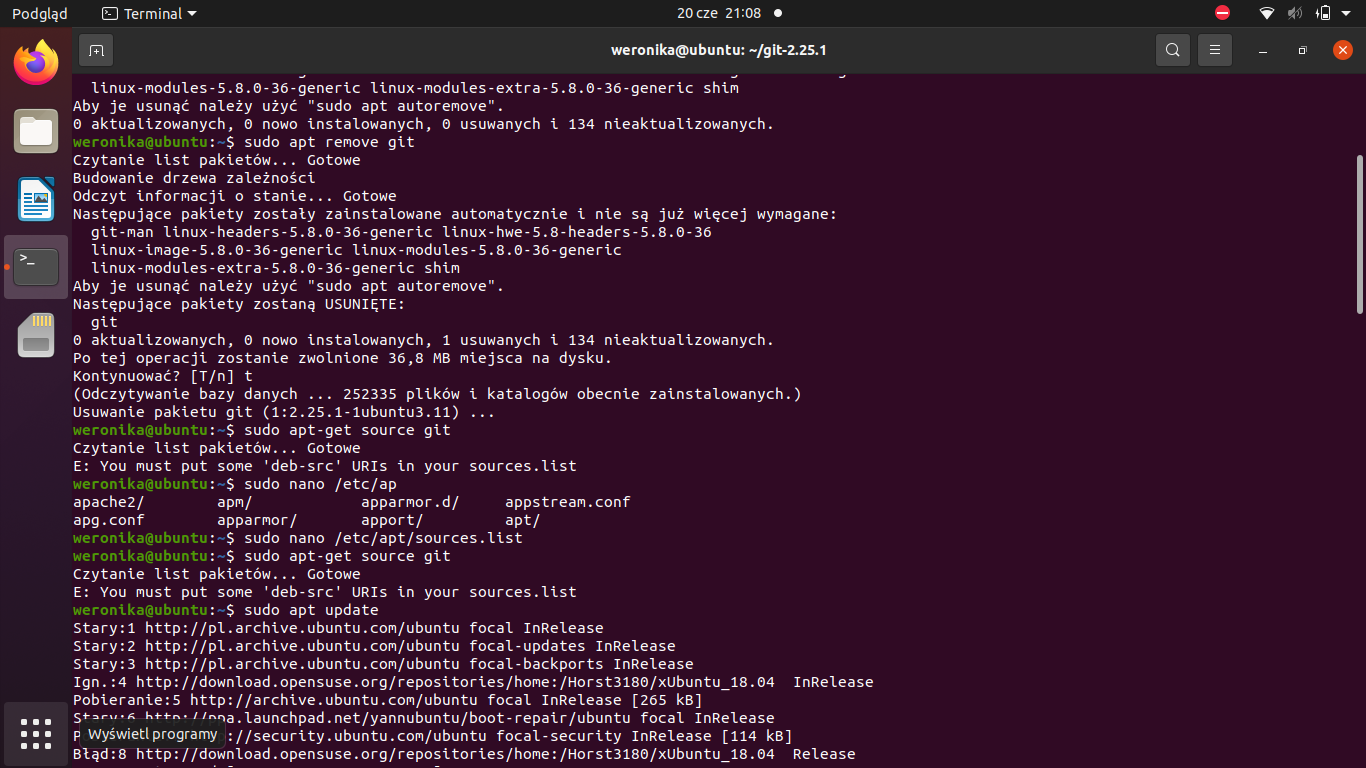 Podgląd
Terminal
20 cze 21:08
weronika@ubuntu: ~/git-2.25.1
linux-modules-5.8.0-36-generic linux-modules-extra-5.8.0-36-generic shim
Aby je usunąć należy użyć "sudo apt autoremove".
0 aktualizowanych, 0 nowo instalowanych, 0 usuwanych i 134 nieaktualizowanych.
weronika@ubuntu:~$ sudo apt remove git
Czytanie list pakietów... Gotowe
Budowanie drzewa zależności
Odczyt informacji o stanie... Gotowe
Następujące pakiety zostały zainstalowane automatycznie i nie są już więcej wymagane:
git-man linux-headers-5.8.0-36-generic linux-hwe-5.8-headers-5.8.0-36
linux-image-5.8.0-36-generic linux-modules-5.8.0-36-generic
linux-modules-extra-5.8.0-36-generic shim
Aby je usunąć należy użyć "sudo apt autoremove".
Następujące pakiety zostaną USUNIĘTE:
git
0 aktualizowanych, 0 nowo instalowanych, 1 usuwanych i 134 nieaktualizowanych.
Po tej operacji zostanie zwolnione 36,8 MB miejsca na dysku.
Kontynuować? [T/n] t
(Odczytywanie bazy danych ... 252335 plików i katalogów obecnie zainstalowanych.)
Usuwanie pakietu git (1:2.25.1-1ubuntu3.11) ...
weronika@ubuntu:~$ sudo apt-get source git
Czytanie list pakietów... Gotowe
E: You must put some 'deb-src' URIs in your sources.list
weronika@ubuntu:~$ sudo nano /etc/ap
apache2/ apm/ apparmor.d/ appstream.conf
apg.conf apparmor/ apport/ apt/
weronika@ubuntu:~$ sudo nano /etc/apt/sources.list
weronika@ubuntu:~$ sudo apt-get source git
Czytanie list pakietów... Gotowe
E: You must put some 'deb-src' URIs in your sources.list
weronika@ubuntu:~$ sudo apt update
Stary:1 http://pl.archive.ubuntu.com/ubuntu focal InRelease
Stary:2 http://pl.archive.ubuntu.com/ubuntu focal-updates InRelease
Stary:3 http://pl.archive.ubuntu.com/ubuntu focal-backports InRelease
Ign.:4 http://download.opensuse.org/repositories/home:/Horst3180/xUbuntu_18.04 InRelease
Pobieranie:5 http://archive.ubuntu.com/ubuntu focal InRelease [265 kB]
Stary:6 http://ppa.launchpad.net/yannubuntu/boot-repair/ubuntu focal InRelease
Wyświetl programy
://security.ubuntu.com/ubuntu focal-security InRelease [114 kB]
Błąd:8 http://download.opensuse.org/repositories/home:/Horst3180/xUbuntu_18.04 Release